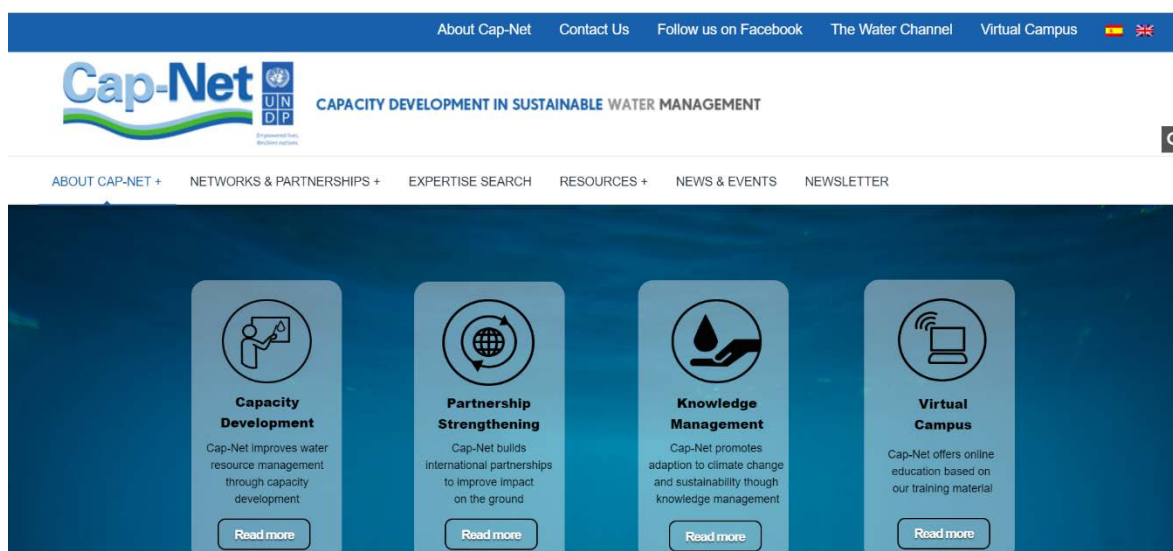 About Cap-Net Contact Us Follow us on Facebook The Water Channel Virtual Campus
Cap-Net
U N
D P
Empowered lives.
Resilient nations.
CAPACITY DEVELOPMENT IN SUSTAINABLE WATER MANAGEMENT
ABOUT CAP-NET + NETWORKS & PARTNERSHIPS + EXPERTISE SEARCH RESOURCES + NEWS & EVENTS NEWSLETTER
Capacity
Development
Cap-Net improves water
resource management
through capacity
development
Read more
Partnership
Strengthening
Cap-Net builds
international partnerships
to improve impact
on the ground
Read more
Knowledge
Management
Cap-Net promotes
adaption to climate change
and sustainability though
knowledge management
Read more
Virtual
Campus
Cap-Net offers online
education based on
our training material
Read more